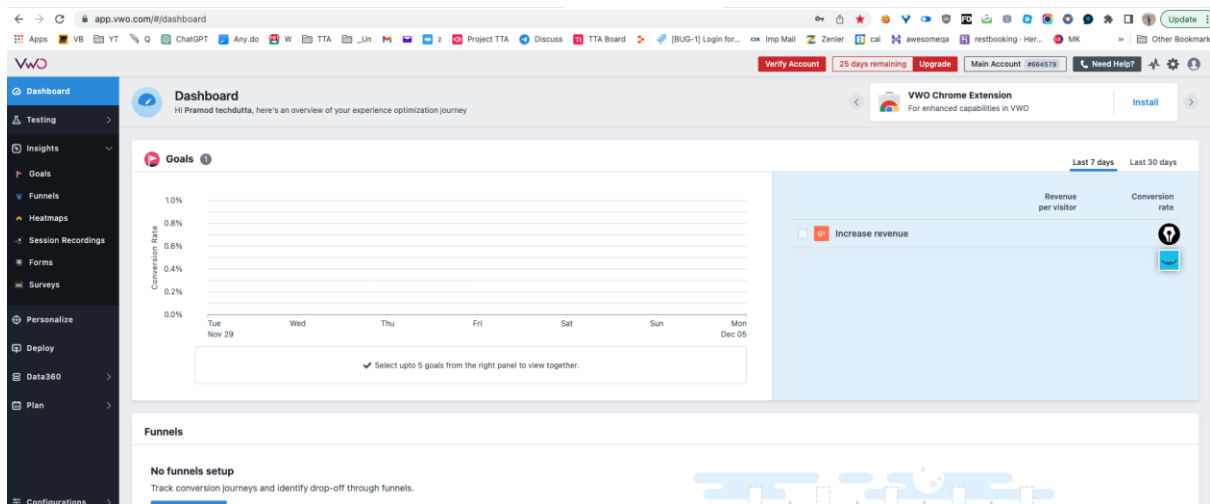 app.vwo.com/#/dashboard
Update
Apps VB YT Q ChatGPT Any.do W TTA _Un z Project TTA Discuss TTA Board [BUG-1] Login for... Imp Mail Zenler cal awesomeqa restbooking - Her... MK » Other Bookmark
VWO Verify Account 25 days remaining Upgrade Main Account #664579 Need Help?
Dashboard
Testing
Insights
Goals
Funnels
Heatmaps
Session Recordings
Forms
Surveys
Personalize
Deploy
Data360
Plan
Configurations
Dashboard
Hi Pramod techdutta, here's an overview of your experience optimization journey
VWO Chrome Extension
For enhanced capabilities in VWO
Install
Goals 1
Last 7 days Last 30 days
Conversion Rate
1.0%
0.8%
0.6%
0.4%
0.2%
0.0%
Tue Wed Thu Fri Sat Sun Mon
Nov 29 Dec 05
Select upto 5 goals from the right panel to view together.
Revenue Conversion
per visitor rate
G1 Increase revenue
Funnels
No funnels setup
Track conversion journeys and identify drop-off through funnels.